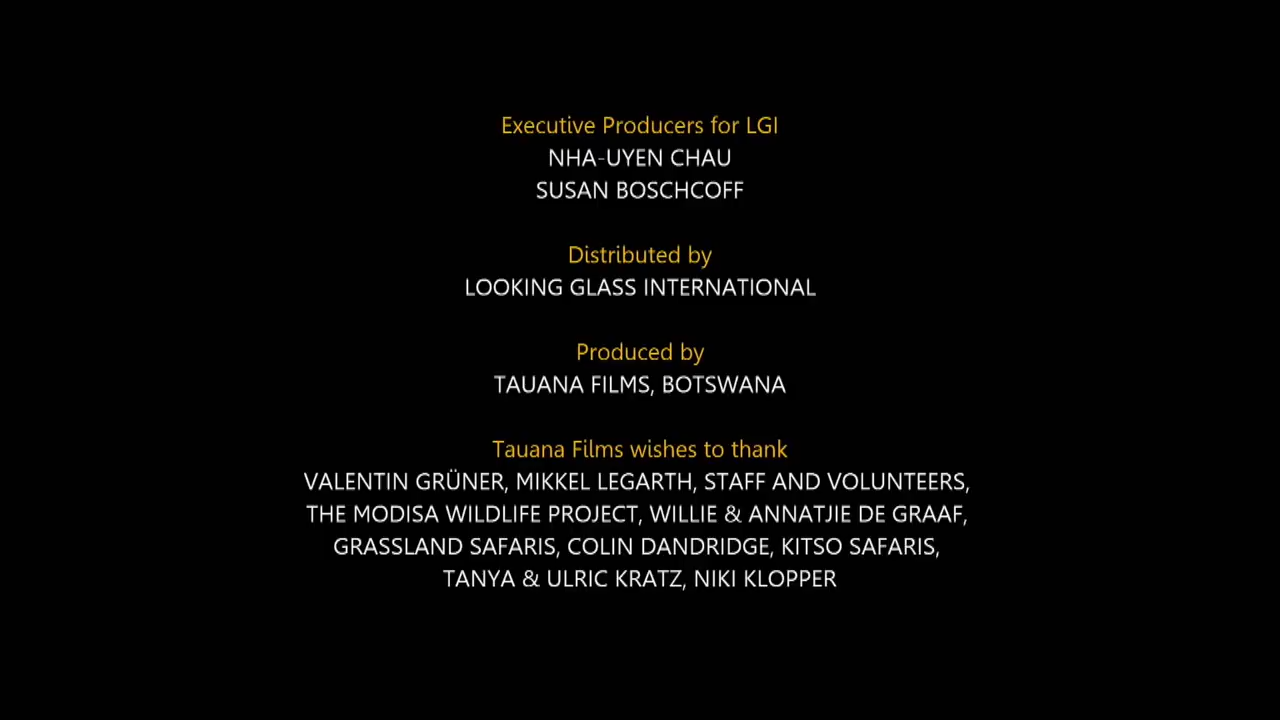 Executive Producers for LGI
NHA-UYEN CHAU
SUSAN BOSCHCOFF
Distributed by
LOOKING GLASS INTERNATIONAL
Produced by
TAUANA FILMS, BOTSWANA
Tauana Films wishes to thank
VALENTIN GRÜNER, MIKKEL LEGARTH, STAFF AND VOLUNTEERS,
THE MODISA WILDLIFE PROJECT, WILLIE & ANNATJIE DE GRAAF,
GRASSLAND SAFARIS, COLIN DANDRIDGE, KITSO SAFARIS,
TANYA & ULRIC KRATZ, NIKI KLOPPER